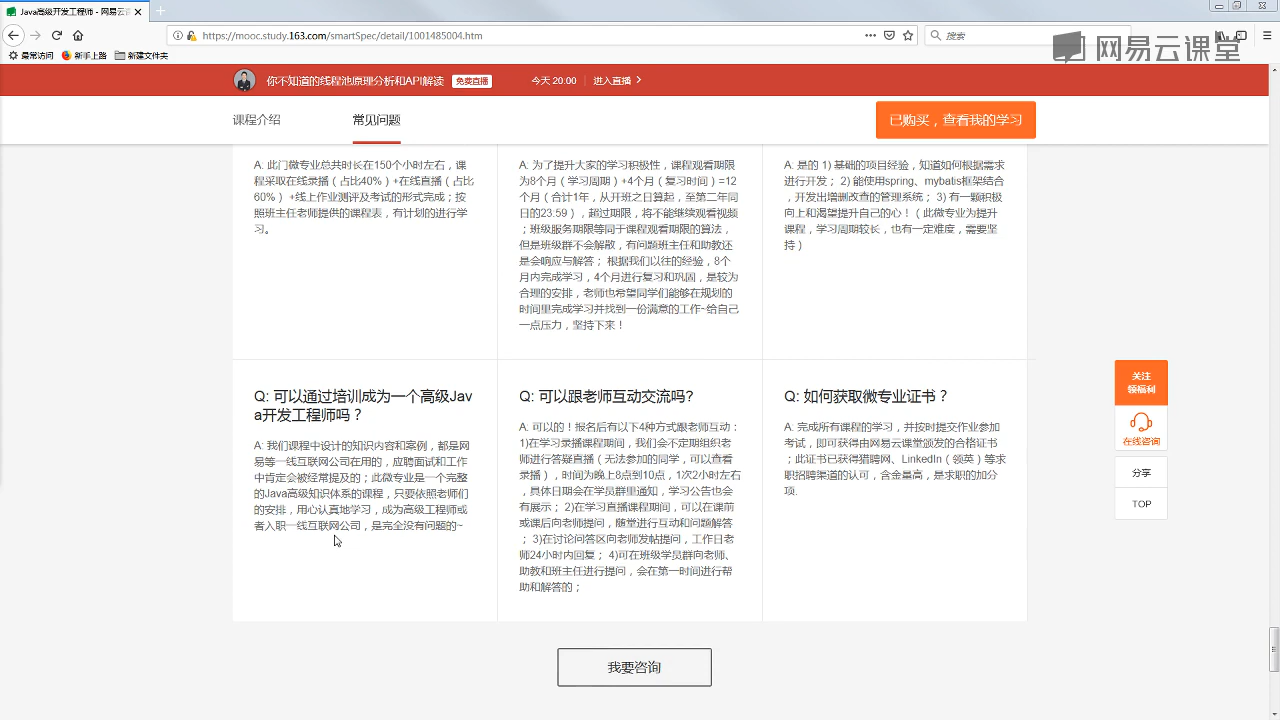 Java高级开发工程师 - 网易云课
https://mooc.study.163.com/smartSpec/detail/1001485004.htm
搜索
最常访问
新手上路
新建文件夹
网易云课堂
你不知道的线程池原理分析和API解读
免费直播
今天 20:00
进入直播
课程介绍
常见问题
已购买，查看我的学习
A: 此门微专业总共时长在150个小时左右，课
程采取在线录播（占比40%）+在线直播（占比
60%） +线上作业测评及考试的形式完成；按
照班主任老师提供的课程表，有计划的进行学
习。
A: 为了提升大家的学习积极性，课程观看期限
为8个月（学习周期）+4个月（复习时间）=12
个月（合计1年，从开班之日算起，至第二年同
日的23:59），超过期限，将不能继续观看视频
；班级服务期限等同于课程观看期限的算法，
但是班级群不会解散，有问题班主任和助教还
是会响应与解答； 根据我们以往的经验，8个
月内完成学习，4个月进行复习和巩固，是较为
合理的安排，老师也希望同学们能够在规划的
时间里完成学习并找到一份满意的工作~给自己
一点压力，坚持下来！
A: 是的 1) 基础的项目经验，知道如何根据需求
进行开发； 2) 能使用spring、mybatis框架结合
，开发出增删改查的管理系统； 3) 有一颗积极
向上和渴望提升自己的心！（此微专业为提升
课程，学习周期较长，也有一定难度，需要坚
持）
Q: 可以通过培训成为一个高级Jav
a开发工程师吗？
A: 我们课程中设计的知识内容和案例，都是网
易等一线互联网公司在用的，应聘面试和工作
中肯定会被经常提及的；此微专业是一个完整
的Java高级知识体系的课程，只要依照老师们
的安排，用心认真地学习，成为高级工程师或
者入职一线互联网公司，是完全没有问题的~
Q: 可以跟老师互动交流吗?
A: 可以的！报名后有以下4种方式跟老师互动：
1)在学习录播课程期间，我们会不定期组织老
师进行答疑直播（无法参加的同学，可以查看
录播），时间为晚上8点到10点，1次2小时左右
，具体日期会在学员群里通知，学习公告也会
有展示； 2)在学习直播课程期间，可以在课前
或课后向老师提问，随堂进行互动和问题解答
； 3)在讨论问答区向老师发帖提问，工作日老
师24小时内回复； 4)可在班级学员群向老师、
助教和班主任进行提问，会在第一时间进行帮
助和解答的；
Q: 如何获取微专业证书？
A: 完成所有课程的学习，并按时提交作业参加
考试，即可获得由网易云课堂颁发的合格证书
；此证书已获得猎聘网、LinkedIn（领英）等求
职招聘渠道的认可，含金量高，是求职的加分
项.
关注
领福利
在线咨询
分享
TOP
我要咨询